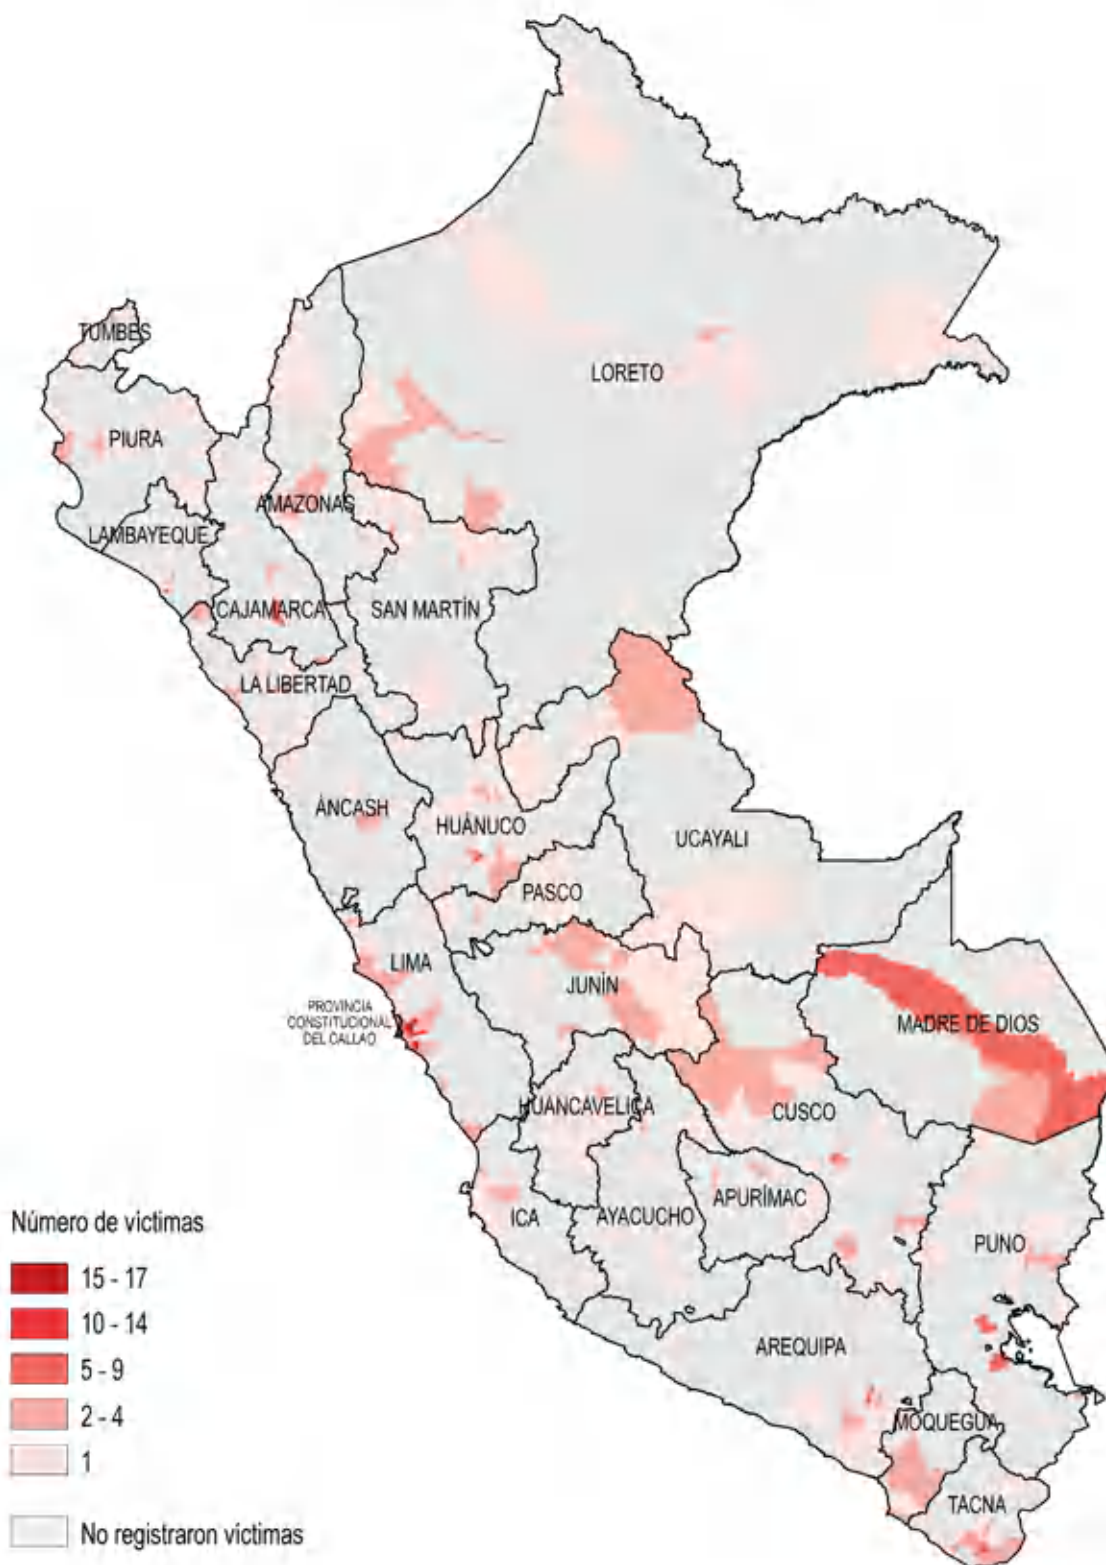 TUMBES
LORETO
PIURA
AMAZONAS
LAMBAYEQUE
CAJAMARCA
SAN MARTÍN
LA LIBERTAD
ÁNCASH
HUÁNUCO
UCAYALI
PASCO
LIMA
JUNÍN
PROVINCIA
CONSTITUCIONAL
DEL CALLAO
MADRE DE DIOS
HUANCAVELICA
CUSCO
APURÍMAC
ICA
AYACUCHO
PUNO
AREQUIPA
MOQUEGUA
TACNA
Número de víctimas
15 - 17
10 - 14
5 - 9
2 - 4
1
No registraron víctimas